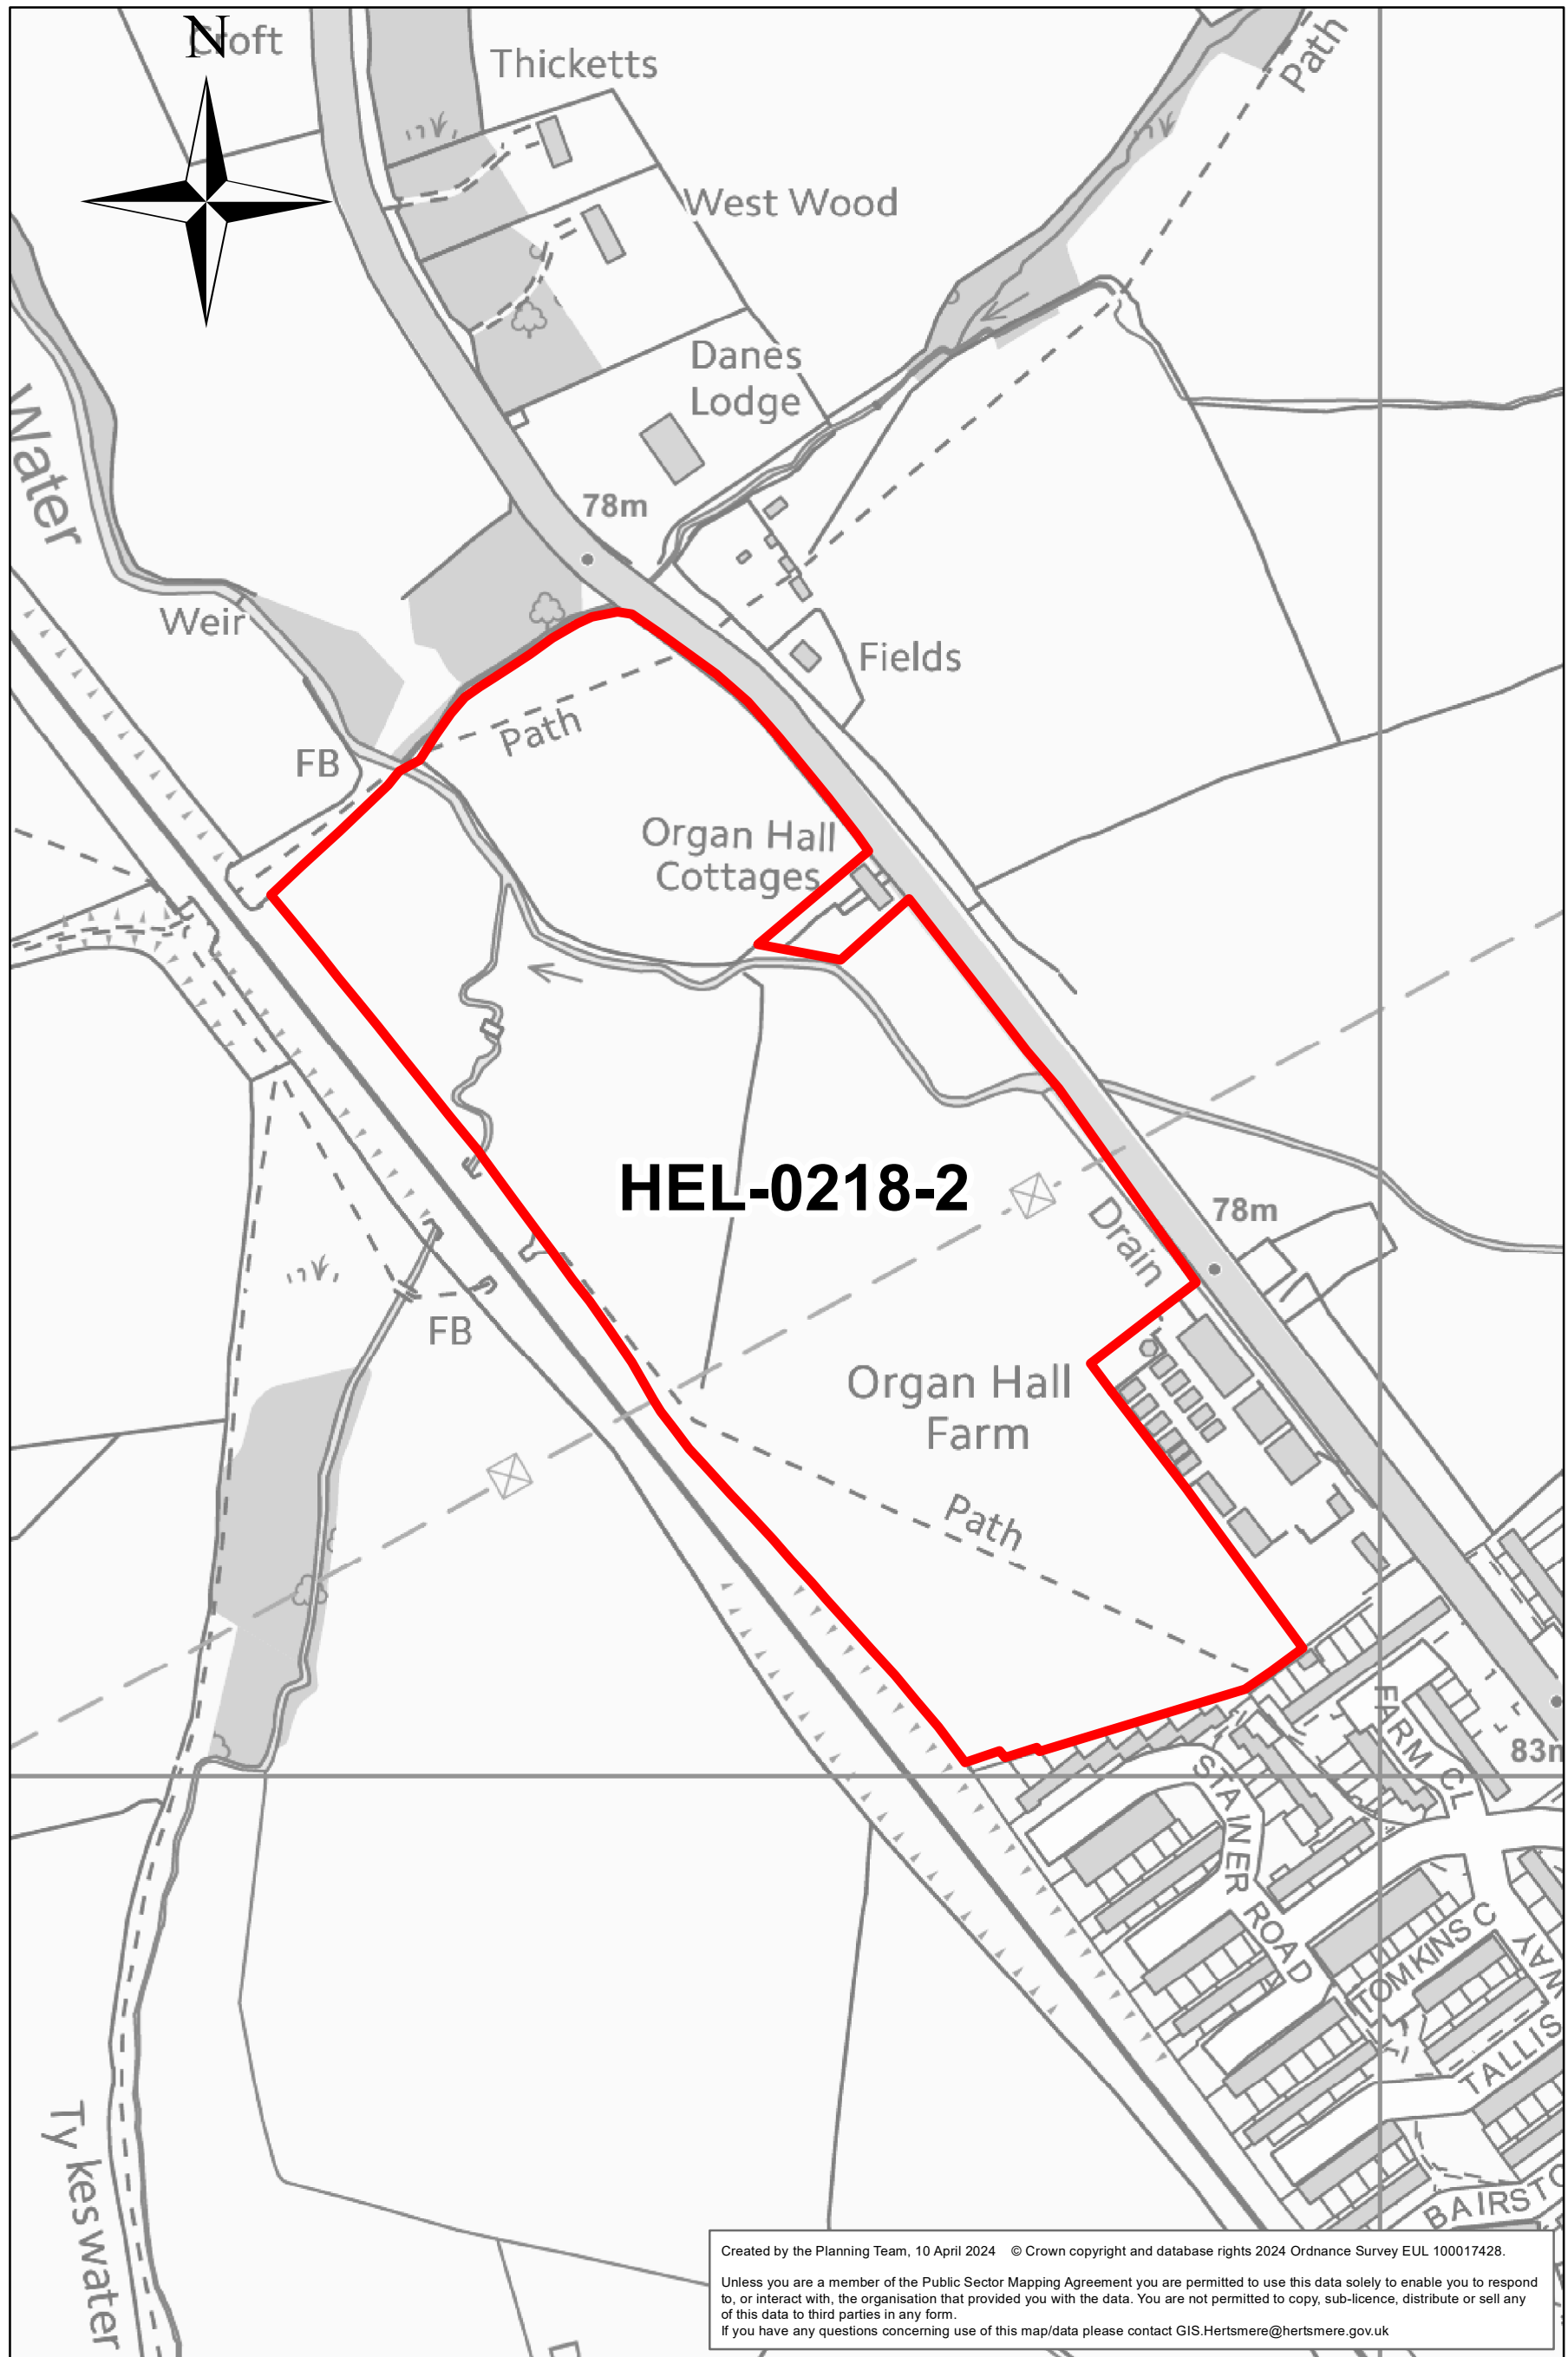 N
Croft
Thicketts
Path
West Wood
Danes
Lodge
Water
78m
Weir
Fields
Path
FB
Organ Hall
Cottages
HEL-0218-2
78m
Drain
FB
Organ Hall
Farm
Path
FARM CL
83m
STAINER ROAD
TOMKINS C
WAY
TALLIS
BAIRSTO
Tykeswater
Created by the Planning Team, 10 April 2024 © Crown copyright and database rights 2024 Ordnance Survey EUL 100017428.
Unless you are a member of the Public Sector Mapping Agreement you are permitted to use this data solely to enable you to respond
to, or interact with, the organisation that provided you with the data. You are not permitted to copy, sub-licence, distribute or sell any
of this data to third parties in any form.
If you have any questions concerning use of this map/data please contact GIS.Hertsmere@hertsmere.gov.uk